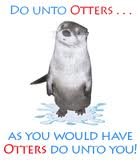 DO UNTO OTTERS . . .
AS YOU WOULD HAVE
OTTERS DO UNTO YOU!